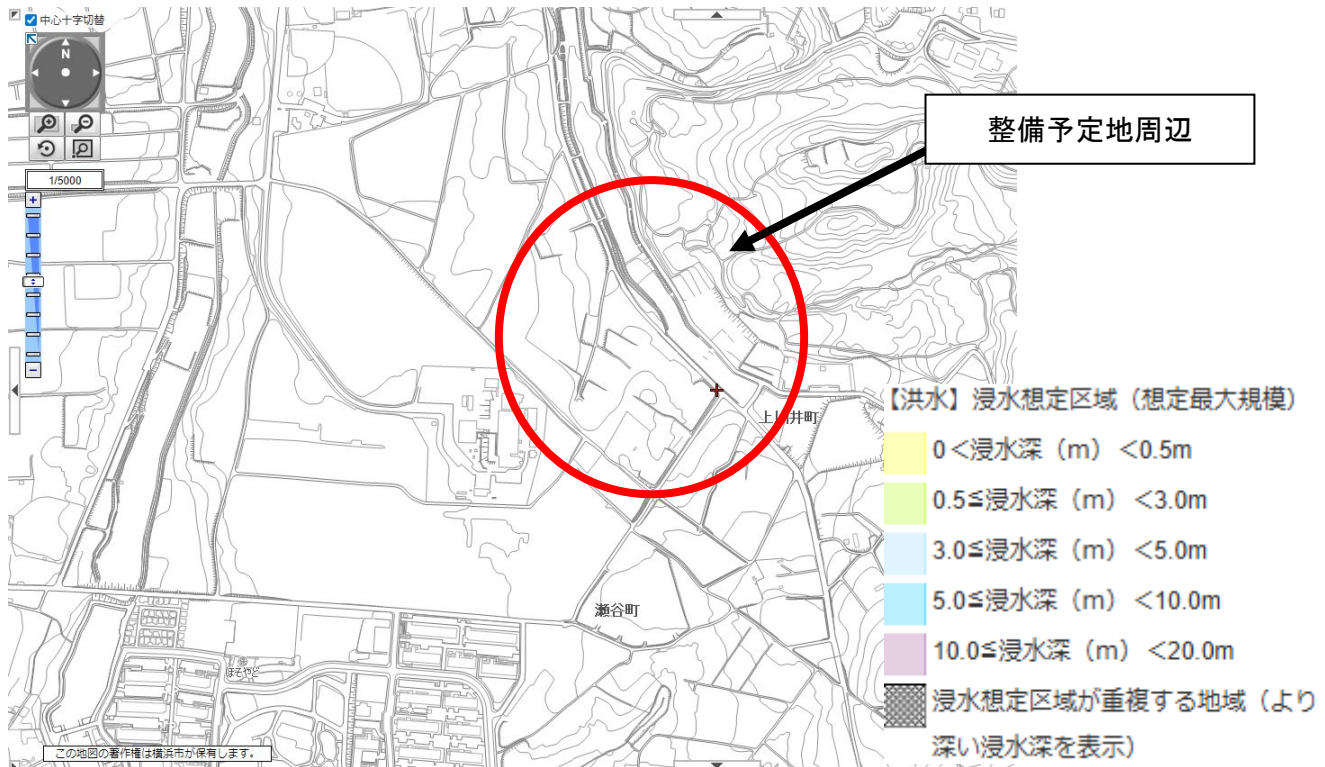 中心十字切替
N
1/5000
整備予定地周辺
上川井町
瀬谷町
ほそやと
この地図の著作権は横浜市が保有します。
【洪水】浸水想定区域（想定最大規模）
0＜浸水深（m）＜0.5m
0.5≦浸水深（m）＜3.0m
3.0≦浸水深（m）＜5.0m
5.0≦浸水深（m）＜10.0m
10.0≦浸水深（m）＜20.0m
浸水想定区域が重複する地域（より
深い浸水深を表示）